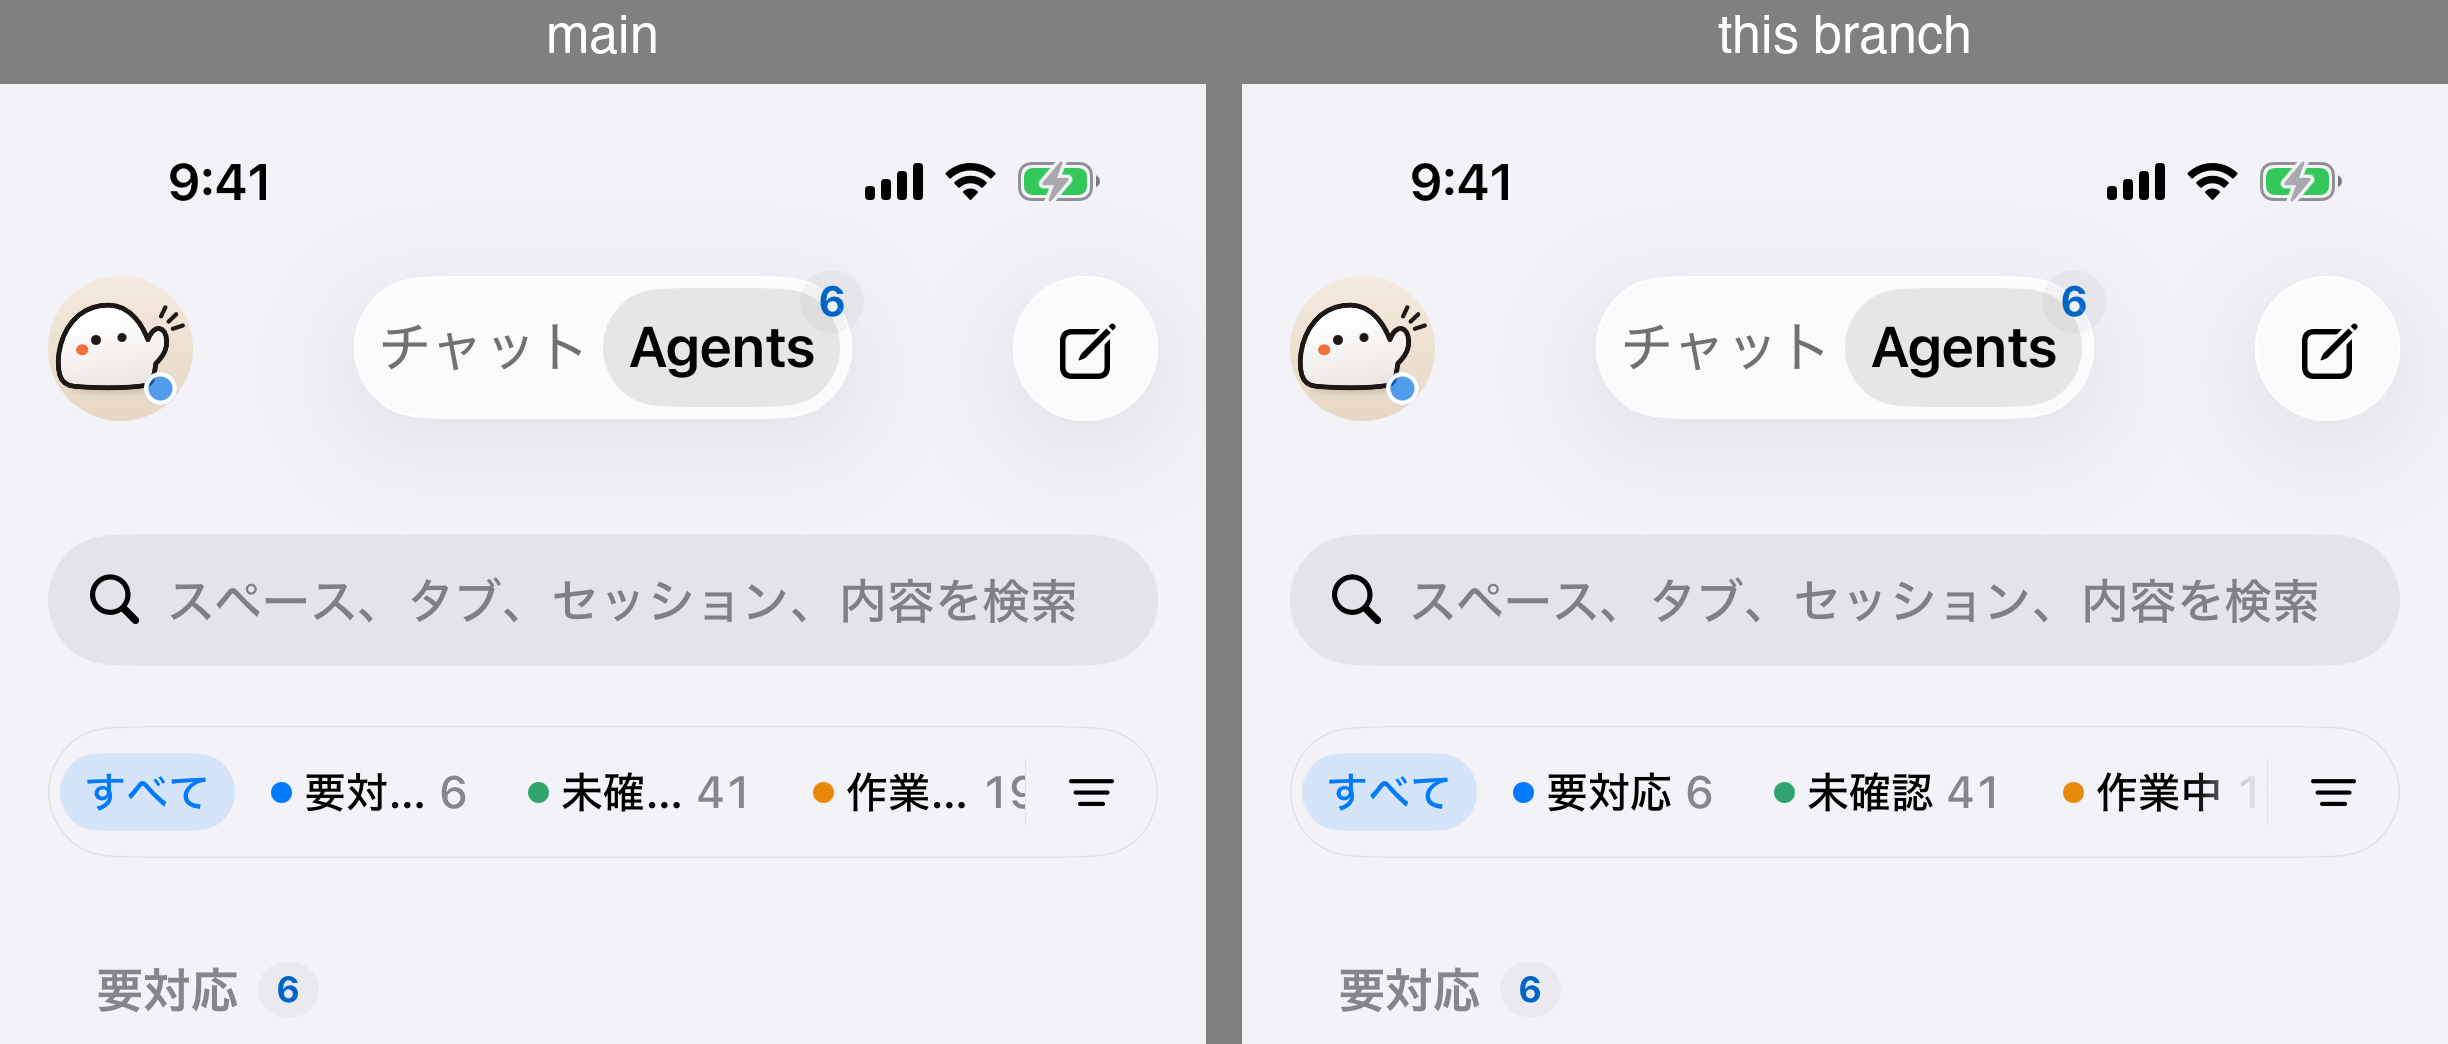 main
9:41
チャット Agents 6
スペース、タブ、セッション、内容を検索
すべて 要対... 6 未確... 41 作業... 19
要対応 6
this branch
9:41
チャット Agents 6
スペース、タブ、セッション、内容を検索
すべて 要対応 6 未確認 41 作業中 1
要対応 6